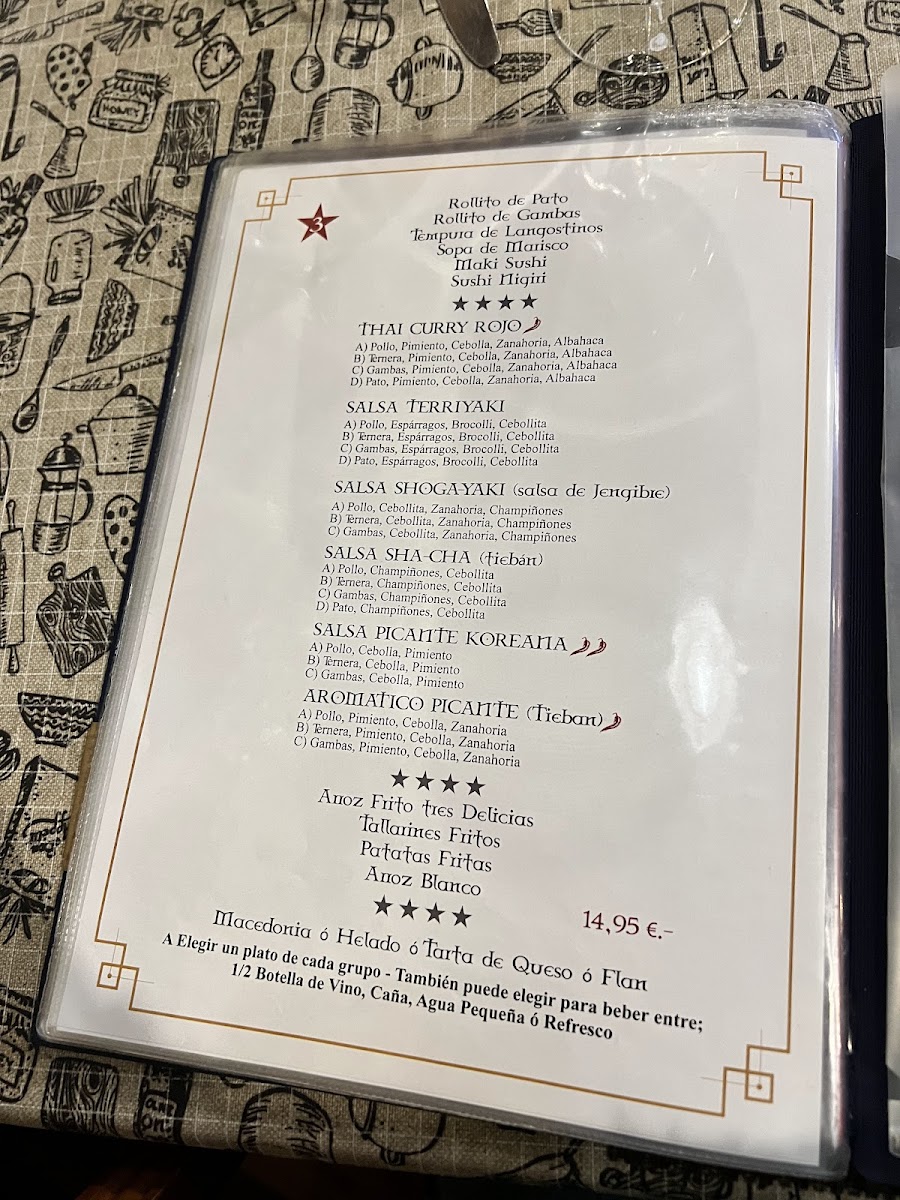 HONEY
3
Rollito de Pato
Rollito de Gambas
Tempura de Langostinos
Sopa de Marisco
Maki Sushi
Sushi Nigiri
THAI CURRY ROJO
A) Pollo, Pimiento, Cebolla, Zanahoria, Albahaca
B) Ternera, Pimiento, Cebolla, Zanahoria, Albahaca
C) Gambas, Pimiento, Cebolla, Zanahoria, Albahaca
D) Pato, Pimiento, Cebolla, Zanahoria, Albahaca
SALSA TERRIYAKI
A) Pollo, Espárragos, Brocolli, Cebollita
B) Ternera, Espárragos, Brocolli, Cebollita
C) Gambas, Espárragos, Brocolli, Cebollita
D) Pato, Espárragos, Brocolli, Cebollita
SALSA SHOGA-YAKI (salsa de Jengibre)
A) Pollo, Cebollita, Zanahoria, Champiñones
B) Ternera, Cebollita, Zanahoria, Champiñones
C) Gambas, Cebollita, Zanahoria, Champiñones
SALSA SHA-CHA (tiebán)
A) Pollo, Champiñones, Cebollita
B) Ternera, Champiñones, Cebollita
C) Gambas, Champiñones, Cebollita
D) Pato, Champiñones, Cebollita
SALSA PICANTE KOREANA
A) Pollo, Cebolla, Pimiento
B) Ternera, Cebolla, Pimiento
C) Gambas, Cebolla, Pimiento
AROMATICO PICANTE (Tieban)
A) Pollo, Pimiento, Cebolla, Zanahoria
B) Ternera, Pimiento, Cebolla, Zanahoria
C) Gambas, Pimiento, Cebolla, Zanahoria
Arroz Frito tres Delicias
Tallarines Fritos
Patatas Fritas
Arroz Blanco
14,95 €.-
Macedonia ó Helado ó Tarta de Queso ó Flan
A Elegir un plato de cada grupo - También puede elegir para beber entre;
1/2 Botella de Vino, Caña, Agua Pequeña ó Refresco